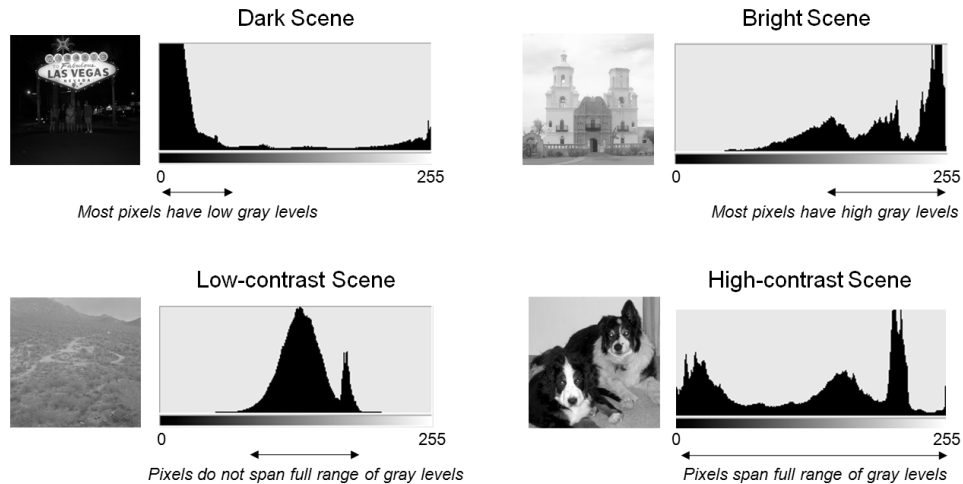 Dark Scene
Fabulous
LAS VEGAS
NEVADA
0
255
Most pixels have low gray levels
Bright Scene
0
255
Most pixels have high gray levels
Low-contrast Scene
0
255
Pixels do not span full range of gray levels
High-contrast Scene
0
255
Pixels span full range of gray levels